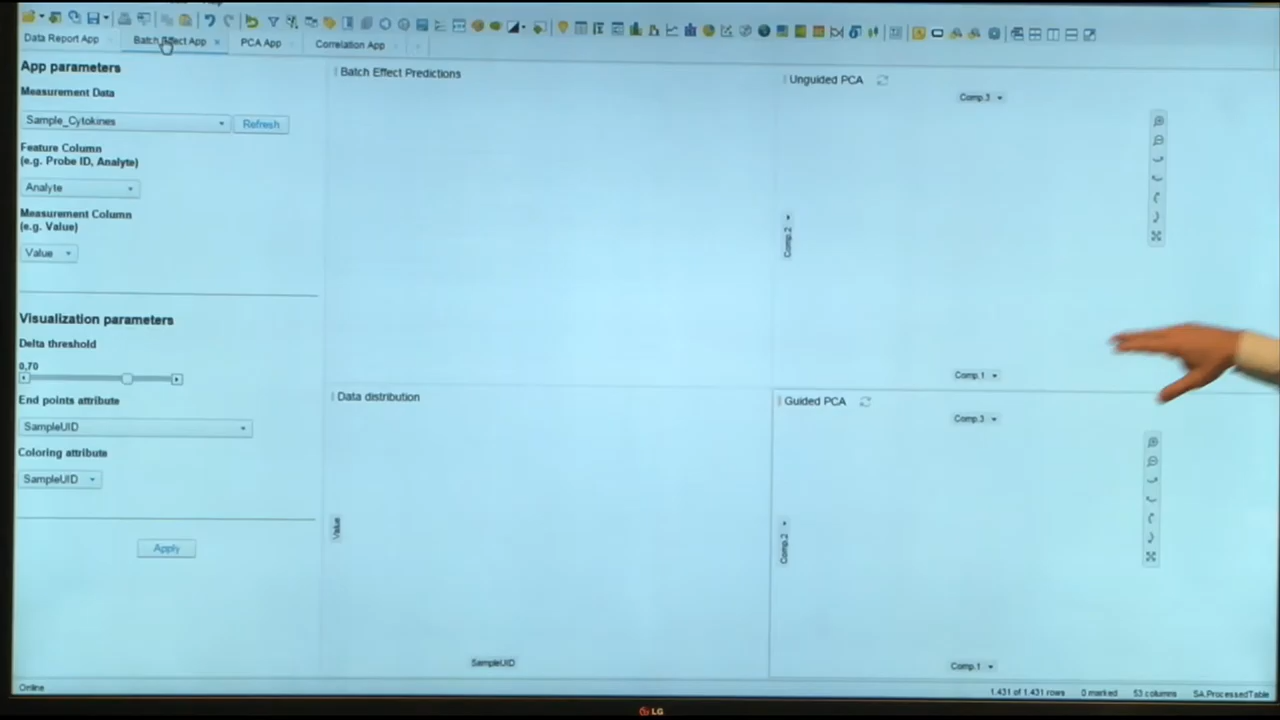 Data Report App
Batch Effect App
PCA App
Correlation App
App parameters
Measurement Data
Sample_Cytokines
Refresh
Feature Column
(e.g. Probe ID, Analyte)
Analyte
Measurement Column
(e.g. Value)
Value
Visualization parameters
Delta threshold
0,70
End points attribute
SampleUID
Coloring attribute
SampleUID
Apply
Batch Effect Predictions
Unguided PCA
Comp.3
Comp.2
Comp.1
Data distribution
Value
SampleUID
Guided PCA
Comp.3
Comp.2
Comp.1
Online
1.431 of 1.431 rows
0 marked
53 columns
SA.ProcessedTable
LG